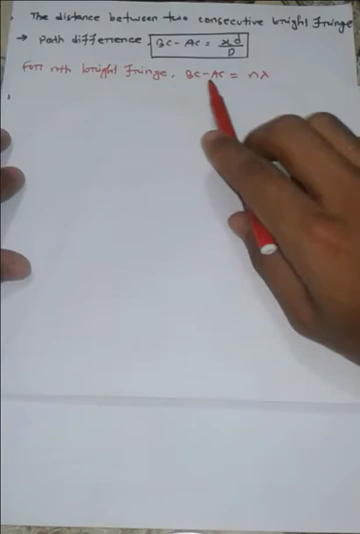 The distance between two consecutive bright Fringe
→ Path difference BC - AC = xd/D
For nth bright Fringe, BC - AC = nλ